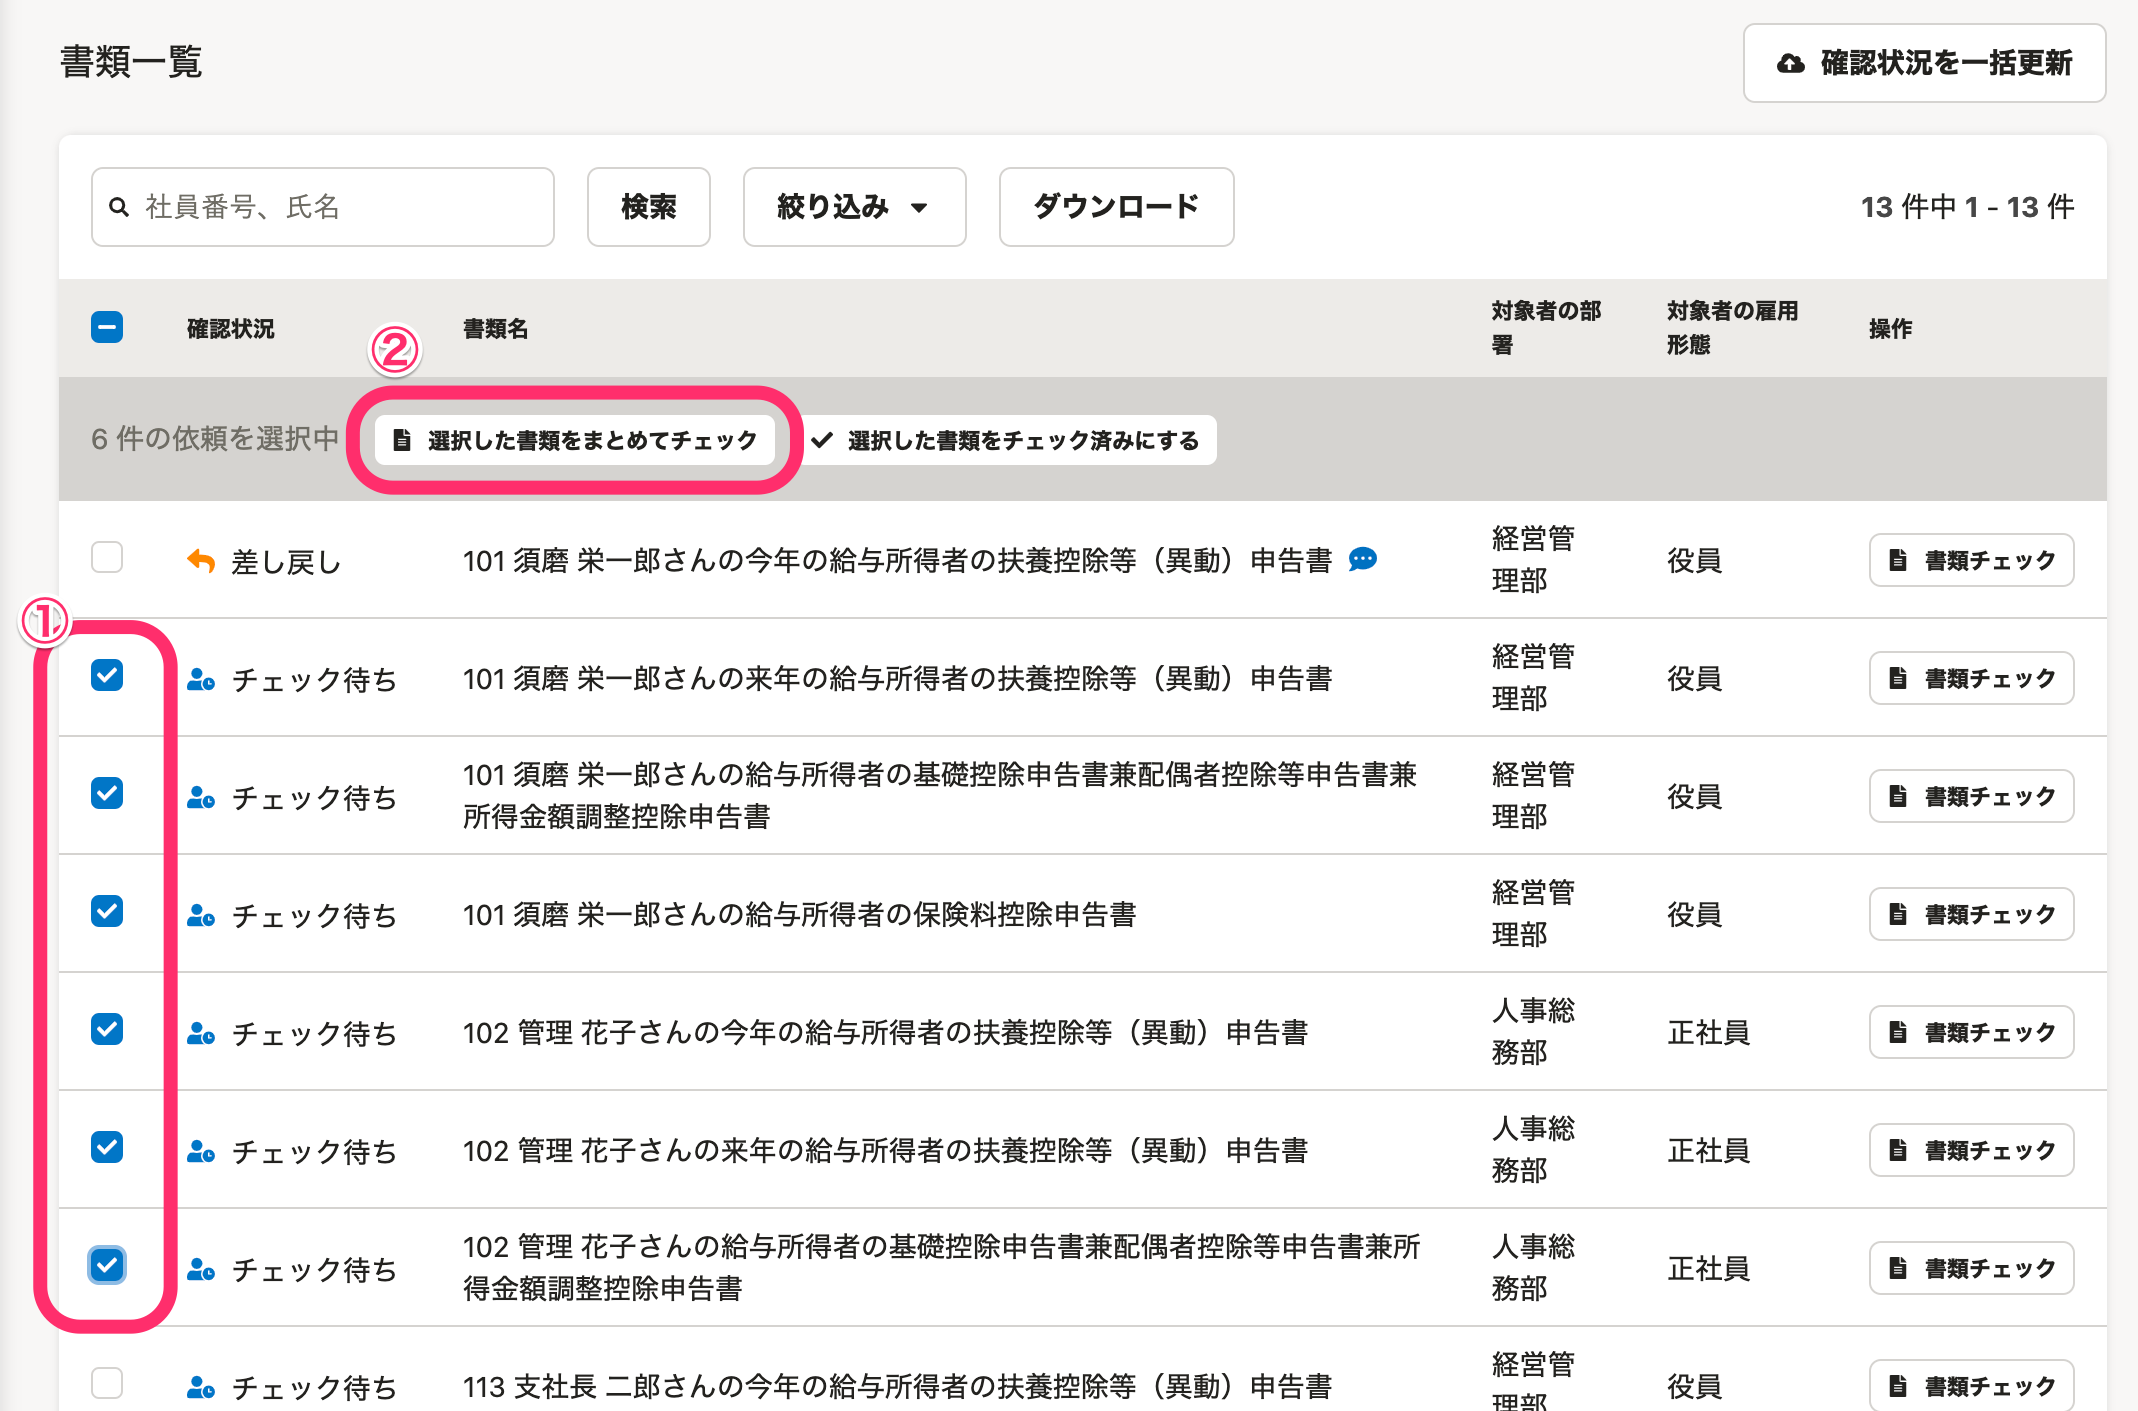 書類一覧
確認状況を一括更新
社員番号、氏名
検索
絞り込み
ダウンロード
13 件中 1 - 13 件
確認状況
書類名
対象者の部
署
対象者の雇用
形態
操作
②
6 件の依頼を選択中
選択した書類をまとめてチェック
選択した書類をチェック済みにする
差し戻し
101 須磨 栄一郎さんの今年の給与所得者の扶養控除等（異動）申告書
経営管
理部
役員
書類チェック
①
チェック待ち
101 須磨 栄一郎さんの来年の給与所得者の扶養控除等（異動）申告書
経営管
理部
役員
書類チェック
チェック待ち
101 須磨 栄一郎さんの給与所得者の基礎控除申告書兼配偶者控除等申告書兼
所得金額調整控除申告書
経営管
理部
役員
書類チェック
チェック待ち
101 須磨 栄一郎さんの給与所得者の保険料控除申告書
経営管
理部
役員
書類チェック
チェック待ち
102 管理 花子さんの今年の給与所得者の扶養控除等（異動）申告書
人事総
務部
正社員
書類チェック
チェック待ち
102 管理 花子さんの来年の給与所得者の扶養控除等（異動）申告書
人事総
務部
正社員
書類チェック
チェック待ち
102 管理 花子さんの給与所得者の基礎控除申告書兼配偶者控除等申告書兼所
得金額調整控除申告書
人事総
務部
正社員
書類チェック
チェック待ち
113 支社長 二郎さんの今年の給与所得者の扶養控除等（異動）申告書
経営管
理部
役員
書類チェック